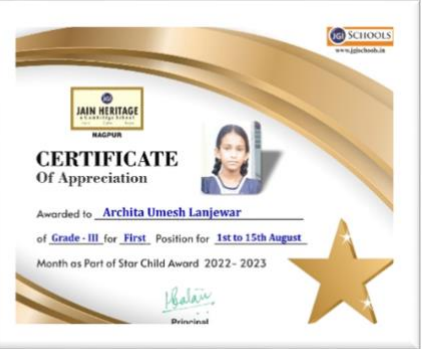 JGI SCHOOLS
www.jgischools.in
JAIN HERITAGE
a Cambridge School
NAGPUR
CERTIFICATE
Of Appreciation
Awarded to Archita Umesh Lanjewar
of Grade - III for First Position for 1st to 15th August
Month as Part of Star Child Award 2022- 2023
Principal